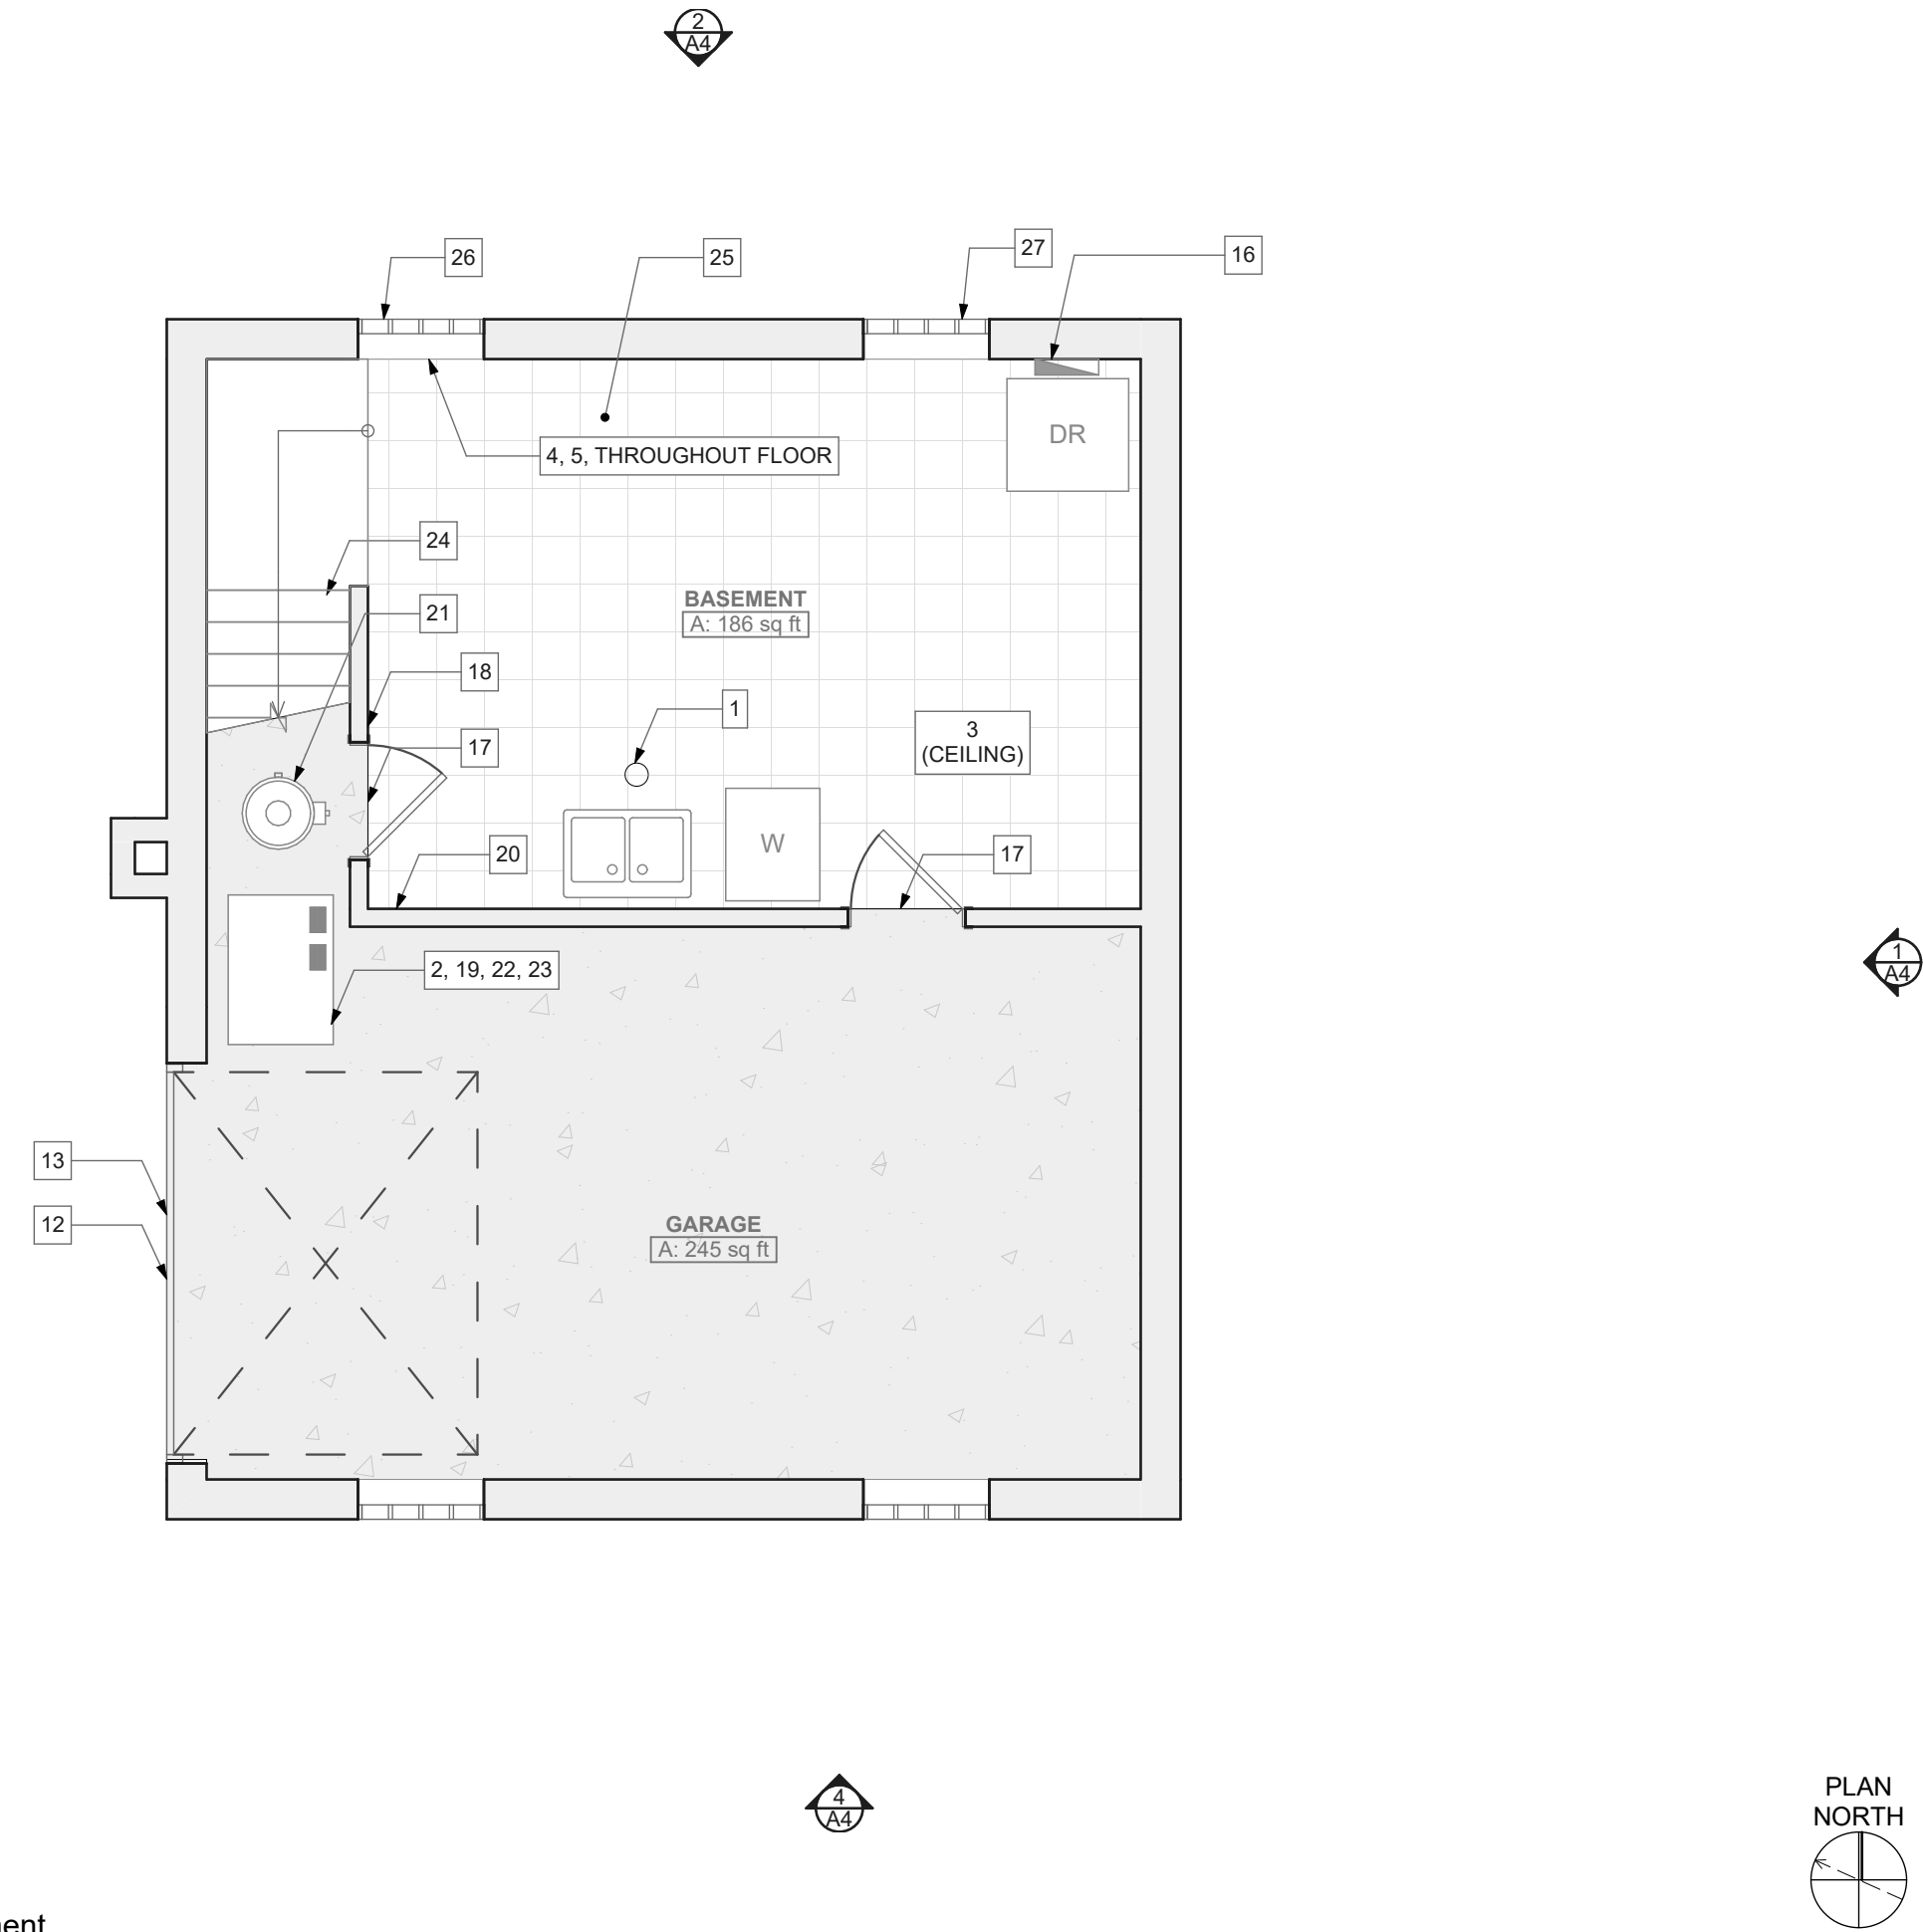 2
A4
26
25
27
16
DR
4, 5, THROUGHOUT FLOOR
24
BASEMENT
A: 186 sq ft
21
18
1
3
(CEILING)
17
20
W
17
2, 19, 22, 23
1
A4
13
12
GARAGE
A: 245 sq ft
4
A4
PLAN
NORTH